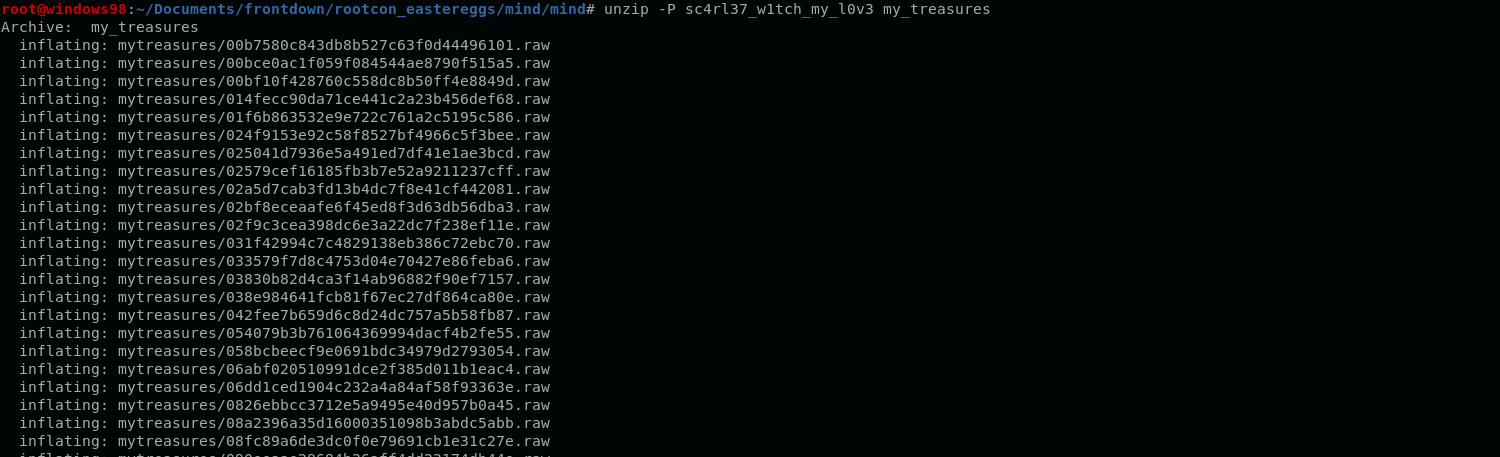 root@windows98:~/Documents/frontdown/rootcon_eastereggs/mind/mind# unzip -P sc4rl37_w1tch_my_l0v3 my_treasures
Archive:  my_treasures
  inflating: mytreasures/00b7580c843db8b527c63f0d44496101.raw
  inflating: mytreasures/00bce0ac1f059f084544ae8790f515a5.raw
  inflating: mytreasures/00bf10f428760c558dc8b50ff4e8849d.raw
  inflating: mytreasures/014fecc90da71ce441c2a23b456def68.raw
  inflating: mytreasures/01f6b863532e9e722c761a2c5195c586.raw
  inflating: mytreasures/024f9153e92c58f8527bf4966c5f3bee.raw
  inflating: mytreasures/025041d7936e5a491ed7df41e1ae3bcd.raw
  inflating: mytreasures/02579cef16185fb3b7e52a9211237cff.raw
  inflating: mytreasures/02a5d7cab3fd13b4dc7f8e41cf442081.raw
  inflating: mytreasures/02bf8eceaafe6f45ed8f3d63db56dba3.raw
  inflating: mytreasures/02f9c3cea398dc6e3a22dc7f238ef11e.raw
  inflating: mytreasures/031f42994c7c4829138eb386c72ebc70.raw
  inflating: mytreasures/033579f7d8c4753d04e70427e86feba6.raw
  inflating: mytreasures/03830b82d4ca3f14ab96882f90ef7157.raw
  inflating: mytreasures/038e984641fcb81f67ec27df864ca80e.raw
  inflating: mytreasures/042fee7b659d6c8d24dc757a5b58fb87.raw
  inflating: mytreasures/054079b3b761064369994dacf4b2fe55.raw
  inflating: mytreasures/058bcbeecf9e0691bdc34979d2793054.raw
  inflating: mytreasures/06abf020510991dce2f385d011b1eac4.raw
  inflating: mytreasures/06dd1ced1904c232a4a84af58f93363e.raw
  inflating: mytreasures/0826ebbcc3712e5a9495e40d957b0a45.raw
  inflating: mytreasures/08a2396a35d16000351098b3abdc5abb.raw
  inflating: mytreasures/08fc89a6de3dc0f0e79691cb1e31c27e.raw